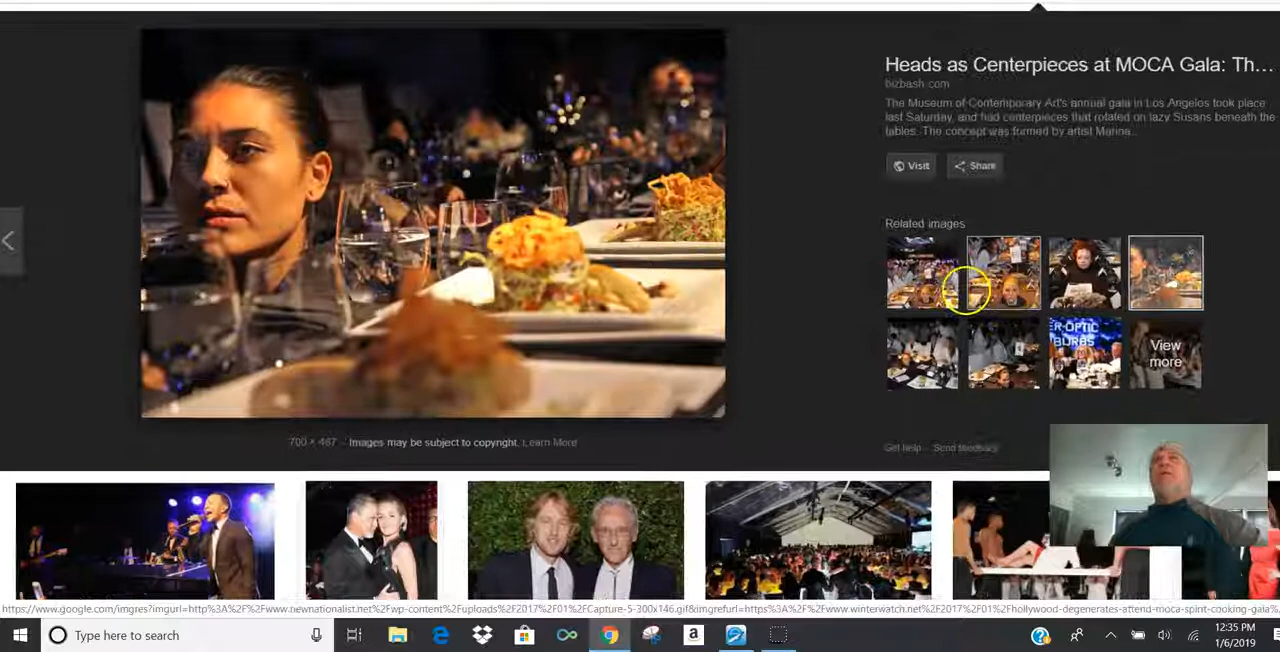 Heads as Centerpieces at MOCA Gala: Th...
bizbash com
The Museum of Contemporary Art's annual gala in Los Angelos took place
last Saturday, and had centerpieces that rotated on lazy Susans beneath the
tables. The concept was formed by artist Marina...
Visit
Share
Related images
ER-OPTIC
BURBS
View
more
700 × 467 - Images may be subject to copyright. Learn More
Get help - Send feedback
https://www.google.com/imgres?imgurl=http%3A%2F%2Fwww.newnationalist.net%2Fwp-content%2Fuploads%2F2017%2F01%2FCapture-5-300x146.gif&imgrefurl=https%3A%2F%2Fwww.winterwatch.net%2F2017%2F01%2Fhollywood-degenerates-attend-moca-spirit-cooking-gala%...
Type here to search
a
12:35 PM
1/6/2019